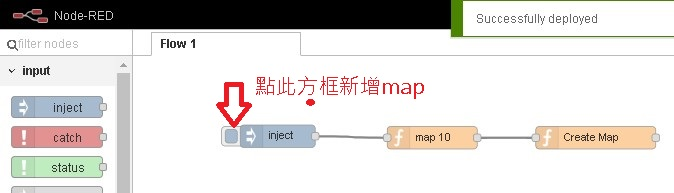 Node-RED
Successfully deployed
filter nodes
Flow 1
input
點此方框新增map
inject
catch
status
inject
map 10
Create Map